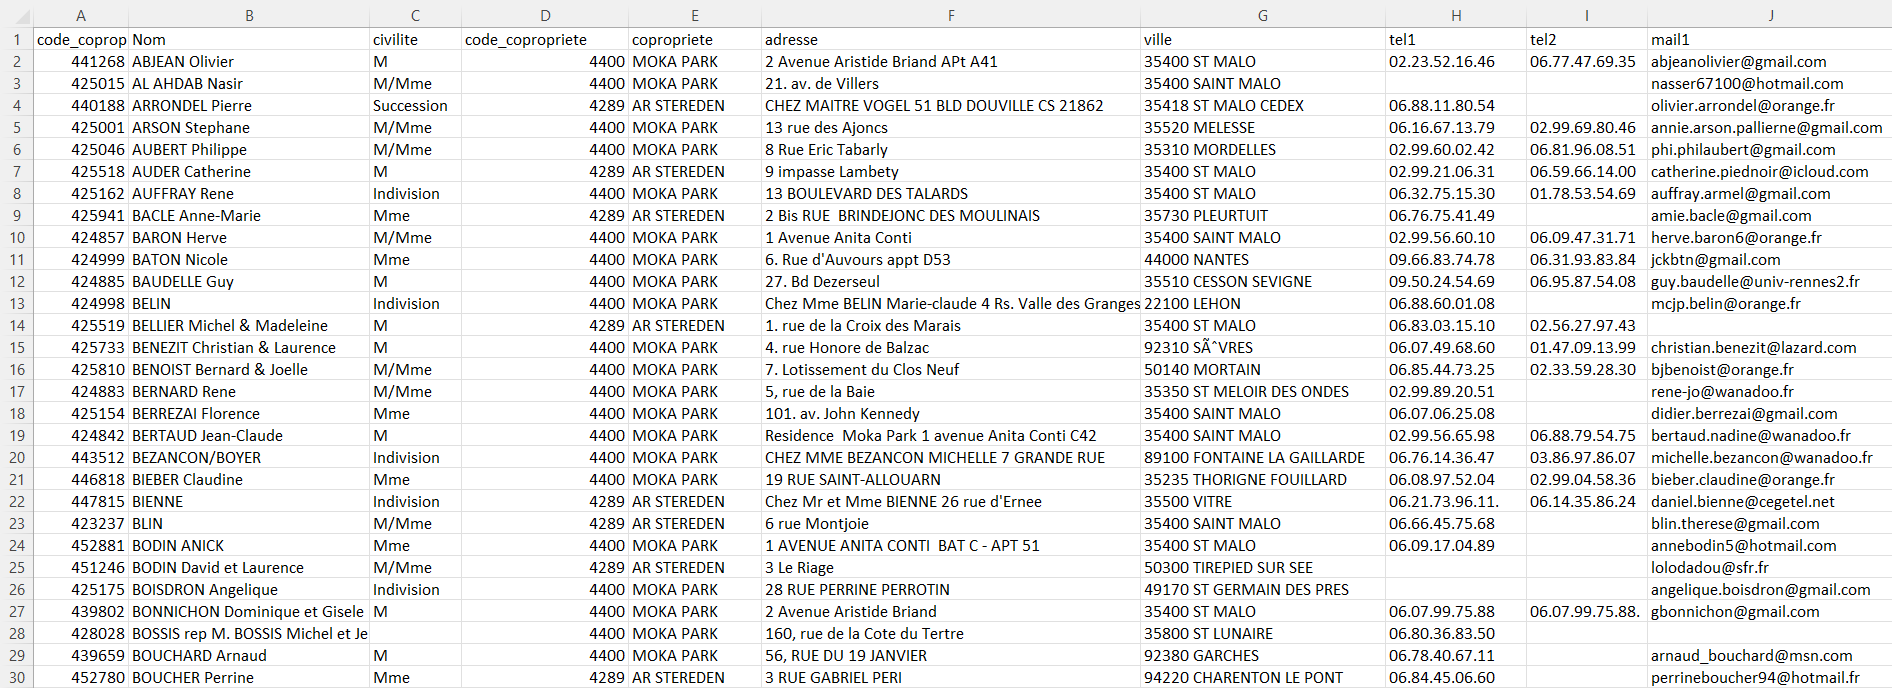 A B C D E F G H I J
1 code_coprop Nom civilite code_copropriete copropriete adresse ville tel1 tel2 mail1
2 441268 ABJEAN Olivier M 4400 MOKA PARK 2 Avenue Aristide Briand APt A41 35400 ST MALO 02.23.52.16.46 06.77.47.69.35 abjeanolivier@gmail.com
3 425015 AL AHDAB Nasir M/Mme 4400 MOKA PARK 21. av. de Villers 35400 SAINT MALO nasser67100@hotmail.com
4 440188 ARRONDEL Pierre Succession 4289 AR STEREDEN CHEZ MAITRE VOGEL 51 BLD DOUVILLE CS 21862 35418 ST MALO CEDEX 06.88.11.80.54 olivier.arrondel@orange.fr
5 425001 ARSON Stephane M/Mme 4400 MOKA PARK 13 rue des Ajoncs 35520 MELESSE 06.16.67.13.79 02.99.69.80.46 annie.arson.pallierne@gmail.com
6 425046 AUBERT Philippe M/Mme 4400 MOKA PARK 8 Rue Eric Tabarly 35310 MORDELLES 02.99.60.02.42 06.81.96.08.51 phi.philaubert@gmail.com
7 425518 AUDER Catherine M 4289 AR STEREDEN 9 impasse Lambety 35400 ST MALO 02.99.21.06.31 06.59.66.14.00 catherine.piednoir@icloud.com
8 425162 AUFFRAY Rene Indivision 4400 MOKA PARK 13 BOULEVARD DES TALARDS 35400 ST MALO 06.32.75.15.30 01.78.53.54.69 auffray.armel@gmail.com
9 425941 BACLE Anne-Marie Mme 4289 AR STEREDEN 2 Bis RUE  BRINDEJONC DES MOULINAIS 35730 PLEURTUIT 06.76.75.41.49 amie.bacle@gmail.com
10 424857 BARON Herve M/Mme 4400 MOKA PARK 1 Avenue Anita Conti 35400 SAINT MALO 02.99.56.60.10 06.09.47.31.71 herve.baron6@orange.fr
11 424999 BATON Nicole Mme 4400 MOKA PARK 6. Rue d'Auvours appt D53 44000 NANTES 09.66.83.74.78 06.31.93.83.84 jckbtn@gmail.com
12 424885 BAUDELLE Guy M 4400 MOKA PARK 27. Bd Dezerseul 35510 CESSON SEVIGNE 09.50.24.54.69 06.95.87.54.08 guy.baudelle@univ-rennes2.fr
13 424998 BELIN Indivision 4400 MOKA PARK Chez Mme BELIN Marie-claude 4 Rs. Valle des Granges 22100 LEHON 06.88.60.01.08 mcjp.belin@orange.fr
14 425519 BELLIER Michel & Madeleine M 4289 AR STEREDEN 1. rue de la Croix des Marais 35400 ST MALO 06.83.03.15.10 02.56.27.97.43
15 425733 BENEZIT Christian & Laurence M 4400 MOKA PARK 4. rue Honore de Balzac 92310 SÃˆVRES 06.07.49.68.60 01.47.09.13.99 christian.benezit@lazard.com
16 425810 BENOIST Bernard & Joelle M/Mme 4400 MOKA PARK 7. Lotissement du Clos Neuf 50140 MORTAIN 06.85.44.73.25 02.33.59.28.30 bjbenoist@orange.fr
17 424883 BERNARD Rene M/Mme 4400 MOKA PARK 5, rue de la Baie 35350 ST MELOIR DES ONDES 02.99.89.20.51 rene-jo@wanadoo.fr
18 425154 BERREZAI Florence Mme 4400 MOKA PARK 101. av. John Kennedy 35400 SAINT MALO 06.07.06.25.08 didier.berrezai@gmail.com
19 424842 BERTAUD Jean-Claude M 4400 MOKA PARK Residence  Moka Park 1 avenue Anita Conti C42 35400 SAINT MALO 02.99.56.65.98 06.88.79.54.75 bertaud.nadine@wanadoo.fr
20 443512 BEZANCON/BOYER Indivision 4400 MOKA PARK CHEZ MME BEZANCON MICHELLE 7 GRANDE RUE 89100 FONTAINE LA GAILLARDE 06.76.14.36.47 03.86.97.86.07 michelle.bezancon@wanadoo.fr
21 446818 BIEBER Claudine Mme 4400 MOKA PARK 19 RUE SAINT-ALLOUARN 35235 THORIGNE FOUILLARD 06.08.97.52.04 02.99.04.58.36 bieber.claudine@orange.fr
22 447815 BIENNE Indivision 4289 AR STEREDEN Chez Mr et Mme BIENNE 26 rue d'Ernee 35500 VITRE 06.21.73.96.11. 06.14.35.86.24 daniel.bienne@cegetel.net
23 423237 BLIN M/Mme 4289 AR STEREDEN 6 rue Montjoie 35400 SAINT MALO 06.66.45.75.68 blin.therese@gmail.com
24 452881 BODIN ANICK Mme 4400 MOKA PARK 1 AVENUE ANITA CONTI  BAT C - APT 51 35400 ST MALO 06.09.17.04.89 annebodin5@hotmail.com
25 451246 BODIN David et Laurence M/Mme 4289 AR STEREDEN 3 Le Riage 50300 TIREPIED SUR SEE lolodadou@sfr.fr
26 425175 BOISDRON Angelique Indivision 4400 MOKA PARK 28 RUE PERRINE PERROTIN 49170 ST GERMAIN DES PRES angelique.boisdron@gmail.com
27 439802 BONNICHON Dominique et Gisele M 4400 MOKA PARK 2 Avenue Aristide Briand 35400 ST MALO 06.07.99.75.88 06.07.99.75.88. gbonnichon@gmail.com
28 428028 BOSSIS rep M. BOSSIS Michel et Je 4400 MOKA PARK 160, rue de la Cote du Tertre 35800 ST LUNAIRE 06.80.36.83.50
29 439659 BOUCHARD Arnaud M 4400 MOKA PARK 56, RUE DU 19 JANVIER 92380 GARCHES 06.78.40.67.11 arnaud_bouchard@msn.com
30 452780 BOUCHER Perrine Mme 4289 AR STEREDEN 3 RUE GABRIEL PERI 94220 CHARENTON LE PONT 06.84.45.06.60 perrineboucher94@hotmail.fr